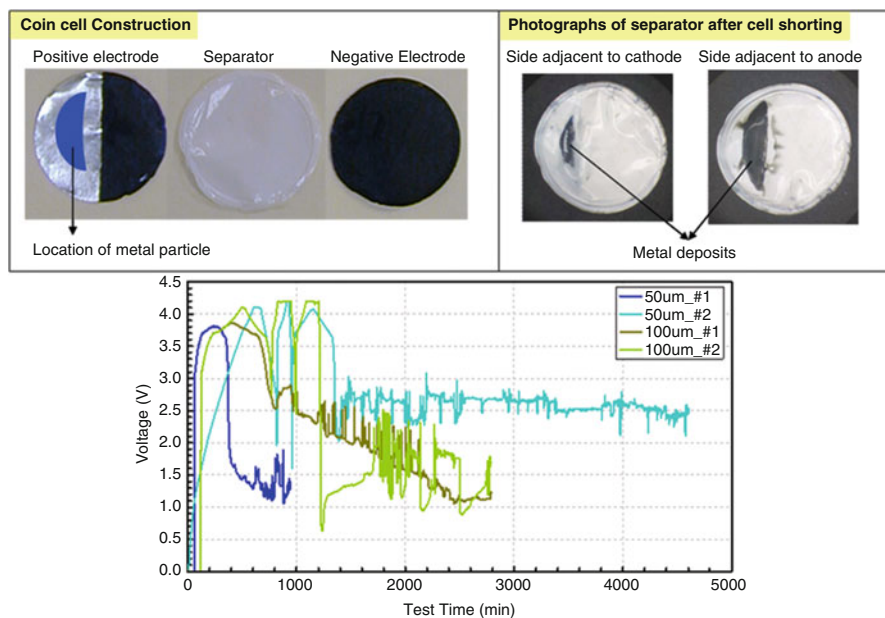 Coin cell Construction
Positive electrode
Separator
Negative Electrode
Location of metal particle
Photographs of separator after cell shorting
Side adjacent to cathode
Side adjacent to anode
Metal deposits
4.5
4.0
3.5
3.0
2.5
2.0
1.5
1.0
0.5
0.0
Voltage (V)
50um_#1
50um_#2
100um_#1
100um_#2
0
1000
2000
3000
4000
5000
Test Time (min)